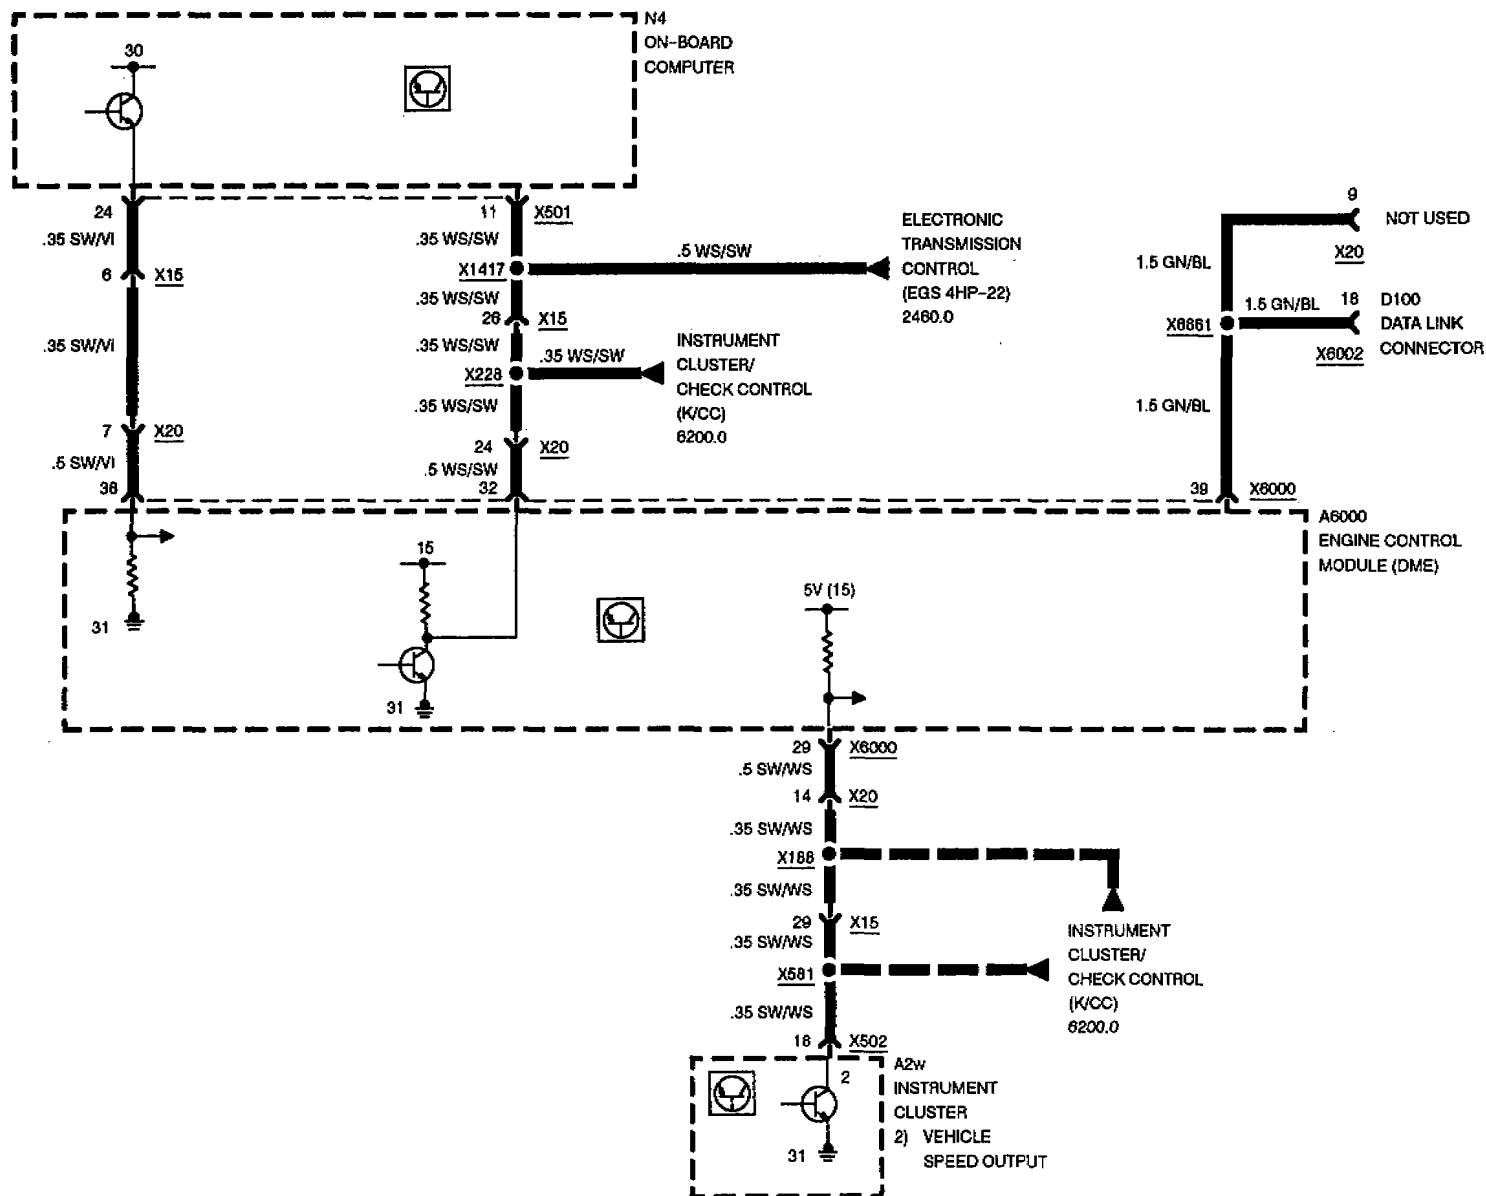 N4
ON-BOARD
COMPUTER
30
24
.35 SW/VI
6 X15
.35 SW/VI
7 X20
.5 SW/VI
38
11 X501
.35 WS/SW
X1417
.5 WS/SW
.35 WS/SW
26 X15
.35 WS/SW
X228
.35 WS/SW
.35 WS/SW
24 X20
.5 WS/SW
32
ELECTRONIC
TRANSMISSION
CONTROL
(EGS 4HP-22)
2460.0
INSTRUMENT
CLUSTER/
CHECK CONTROL
(K/CC)
6200.0
9
NOT USED
X20
1.5 GN/BL
1.5 GN/BL
18
D100
DATA LINK
CONNECTOR
X6861
X6002
1.5 GN/BL
39 X6000
A6000
ENGINE CONTROL
MODULE (DME)
31
15
31
5V (15)
29 X6000
.5 SW/WS
14 X20
.35 SW/WS
X188
.35 SW/WS
29 X15
.35 SW/WS
X581
.35 SW/WS
18 X502
INSTRUMENT
CLUSTER/
CHECK CONTROL
(K/CC)
6200.0
2
31
A2w
INSTRUMENT
CLUSTER
2) VEHICLE
SPEED OUTPUT